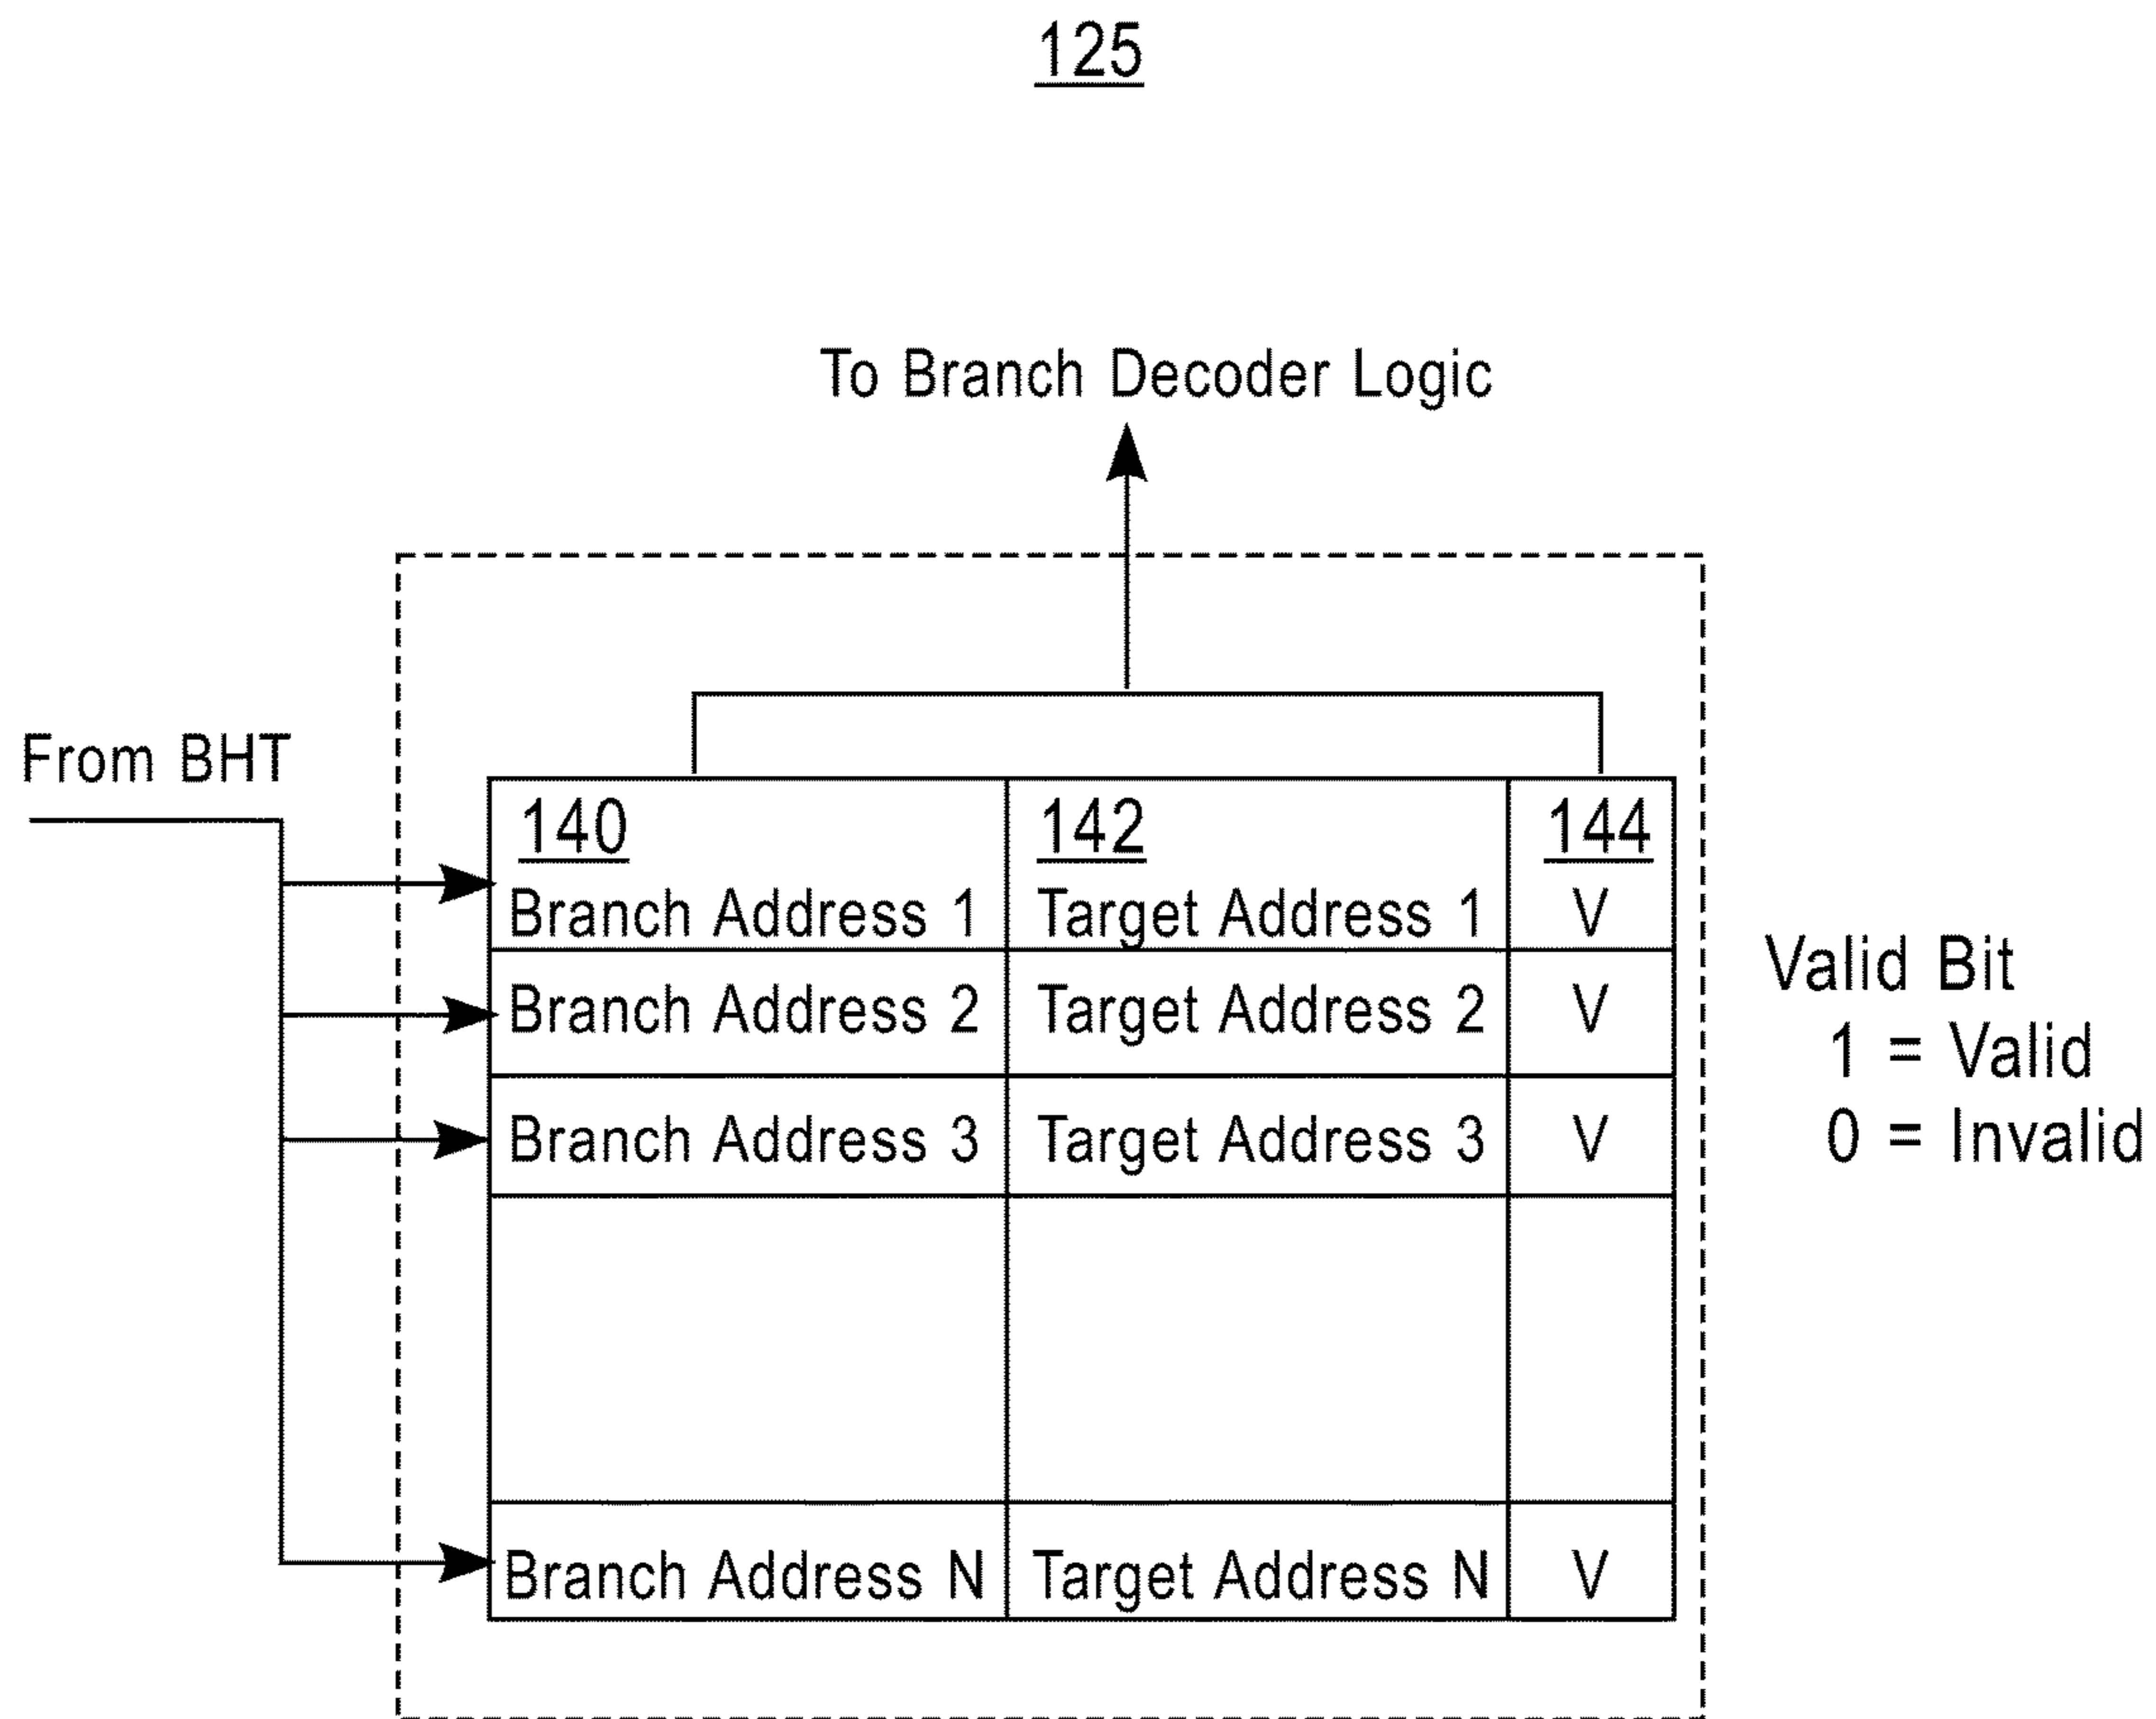 125
To Branch Decoder Logic
From BHT
140 142 144
Branch Address 1 Target Address 1 V
Branch Address 2 Target Address 2 V
Branch Address 3 Target Address 3 V
Branch Address N Target Address N V
Valid Bit
1 = Valid
0 = Invalid